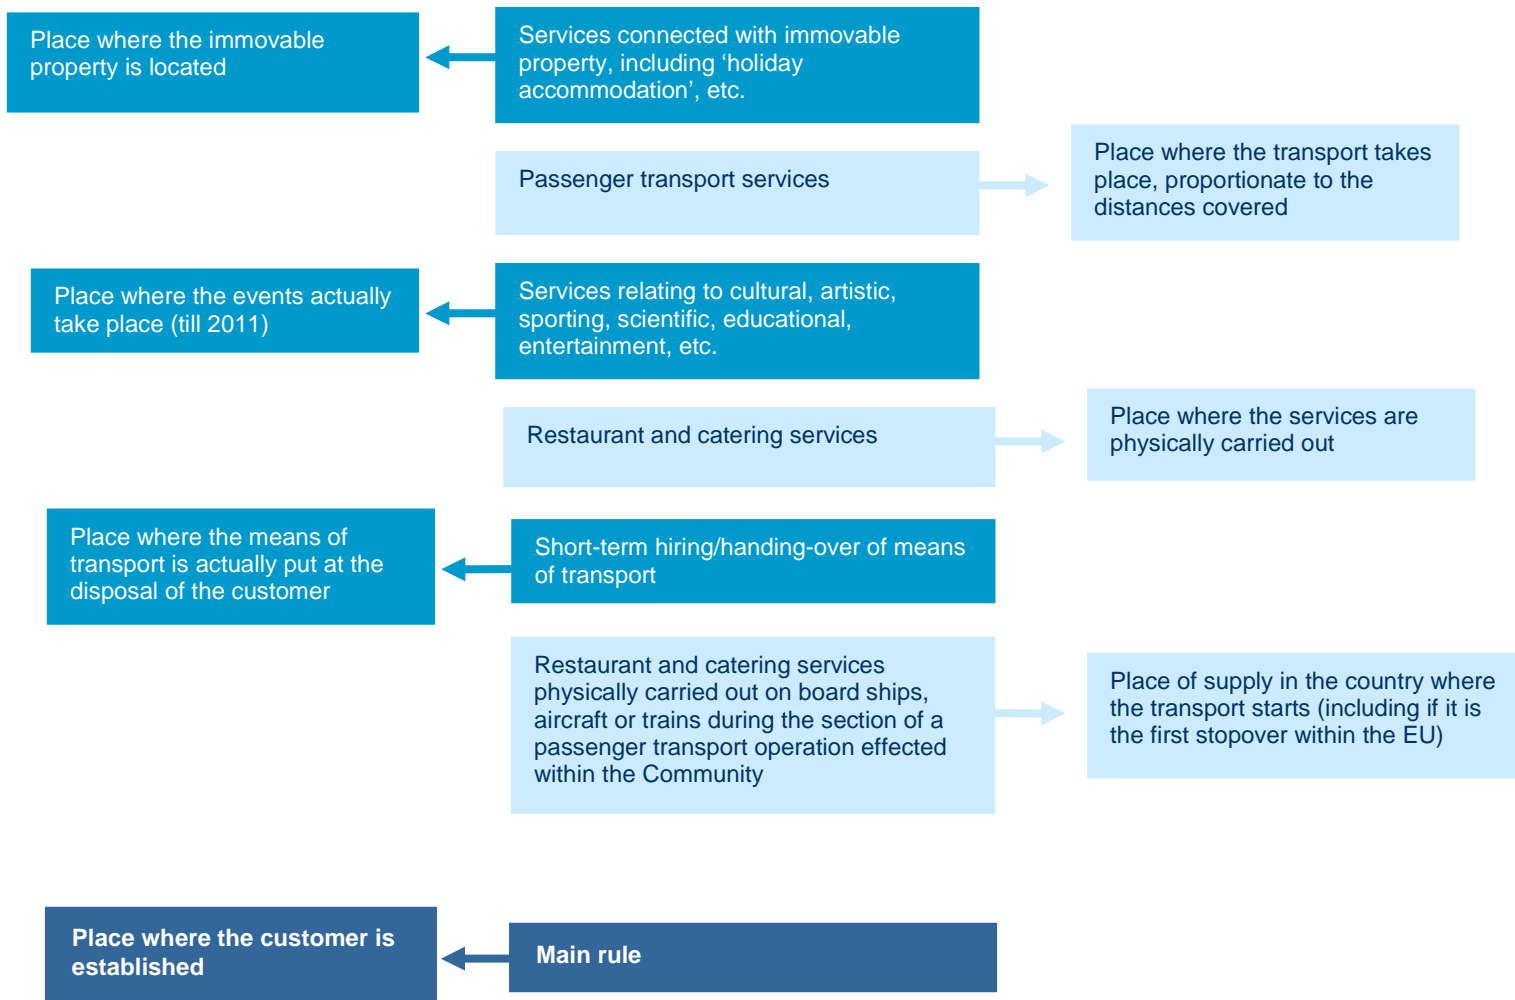 Place where the immovable
property is located
Services connected with immovable
property, including ‘holiday
accommodation’, etc.
Passenger transport services
Place where the transport takes
place, proportionate to the
distances covered
Place where the events actually
take place (till 2011)
Services relating to cultural, artistic,
sporting, scientific, educational,
entertainment, etc.
Restaurant and catering services
Place where the services are
physically carried out
Place where the means of
transport is actually put at the
disposal of the customer
Short-term hiring/handing-over of means
of transport
Restaurant and catering services
physically carried out on board ships,
aircraft or trains during the section of a
passenger transport operation effected
within the Community
Place of supply in the country where
the transport starts (including if it is
the first stopover within the EU)
Place where the customer is
established
Main rule